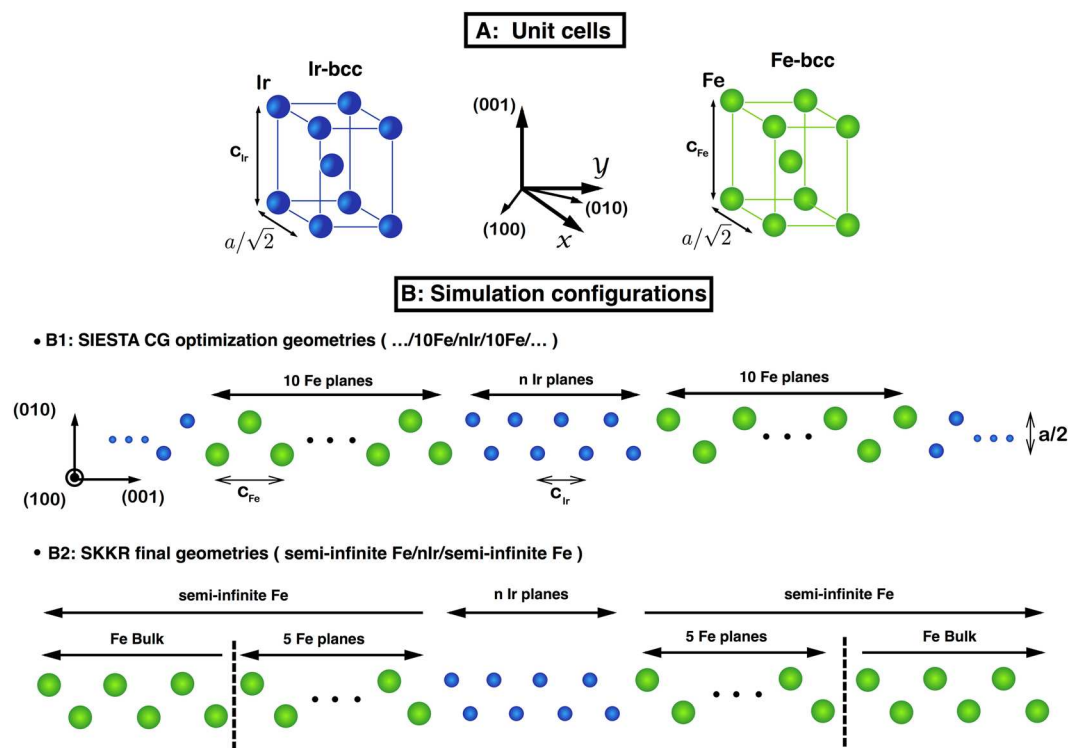 A: Unit cells
Ir
Ir-bcc
Fe
Fe-bcc
(001)
c_Ir
c_Fe
y
(010)
(100)
x
a/√2
a/√2
B: Simulation configurations
• B1: SIESTA CG optimization geometries ( .../10Fe/nIr/10Fe/... )
10 Fe planes
n Ir planes
10 Fe planes
(010)
a/2
(100)
(001)
c_Fe
c_Ir
• B2: SKKR final geometries ( semi-infinite Fe/nIr/semi-infinite Fe )
semi-infinite Fe
n Ir planes
semi-infinite Fe
Fe Bulk
5 Fe planes
5 Fe planes
Fe Bulk